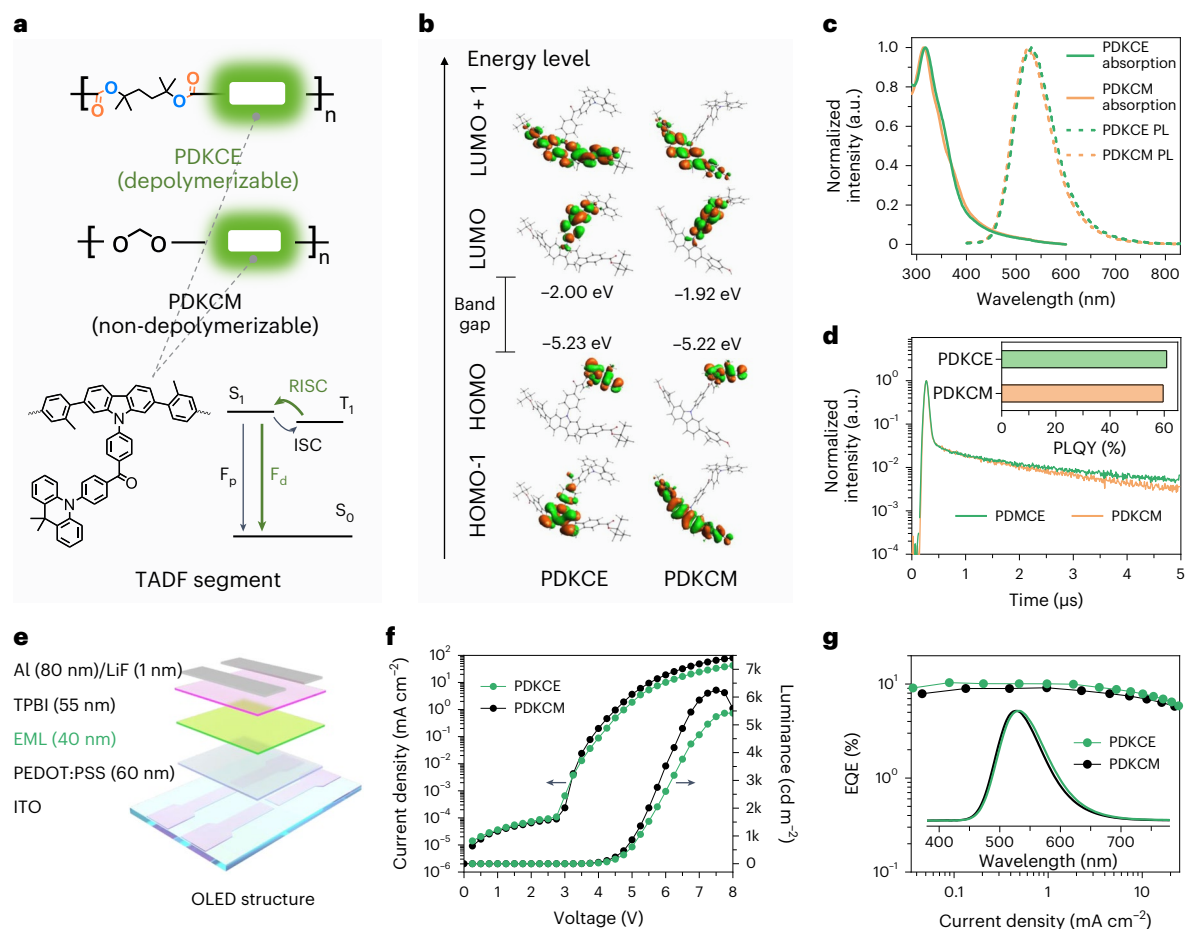 a
O
O
O
O
n
PDKCE
(depolymerizable)
O
O
n
PDKCM
(non-depolymerizable)
N
O
N
S1
RISC
T1
ISC
Fp
Fd
S0
TADF segment
b
Energy level
LUMO + 1
LUMO
Band
gap
–2.00 eV
–1.92 eV
–5.23 eV
–5.22 eV
HOMO
HOMO-1
PDKCE
PDKCM
c
Normalized
intensity (a.u.)
1.0
0.8
0.6
0.4
0.2
0
300
400
500
600
700
800
Wavelength (nm)
PDKCE
absorption
PDKCM
absorption
PDKCE PL
PDKCM PL
d
Normalized
intensity (a.u.)
10^0
10^−1
10^−2
10^−3
10^−4
PDKCE
PDKCM
0
20
40
60
PLQY (%)
PDMCE
PDKCM
0
1
2
3
4
5
Time (µs)
e
Al (80 nm)/LiF (1 nm)
TPBI (55 nm)
EML (40 nm)
PEDOT:PSS (60 nm)
ITO
OLED structure
f
Current density (mA cm−2)
10^2
10^1
10^0
10^−1
10^−2
10^−3
10^−4
10^−5
10^−6
PDKCE
PDKCM
7k
6k
5k
4k
3k
2k
1k
0
Luminance (cd m−2)
0
1
2
3
4
5
6
7
8
Voltage (V)
g
EQE (%)
10^1
10^0
10^−1
PDKCE
PDKCM
400
500
600
700
Wavelength (nm)
0.1
1
10
Current density (mA cm−2)